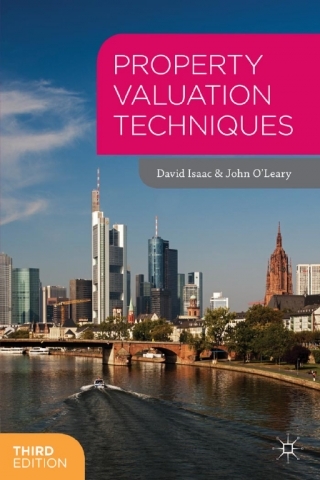 PROPERTY
VALUATION
TECHNIQUES
David Isaac & John O'Leary
THIRD
EDITION